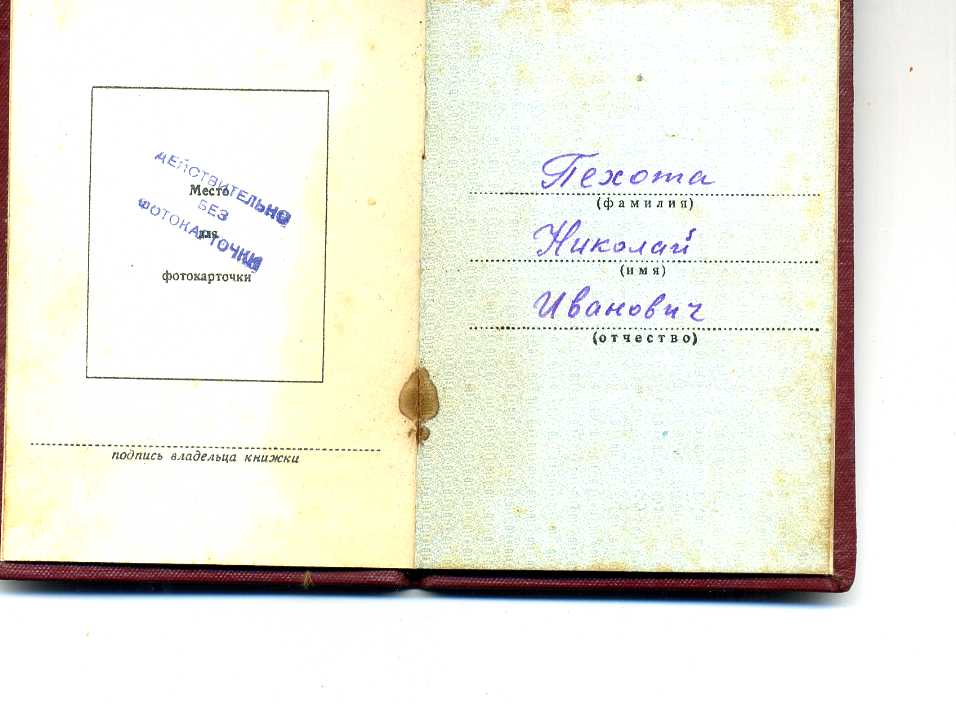 Место
для
фотокарточки
ДЕЙСТВИТЕЛЬНО
БЕЗ
ФОТОКАРТОЧКИ
подпись владельца книжки
Пехота
(фамилия)
Николай
(имя)
Иванович
(отчество)